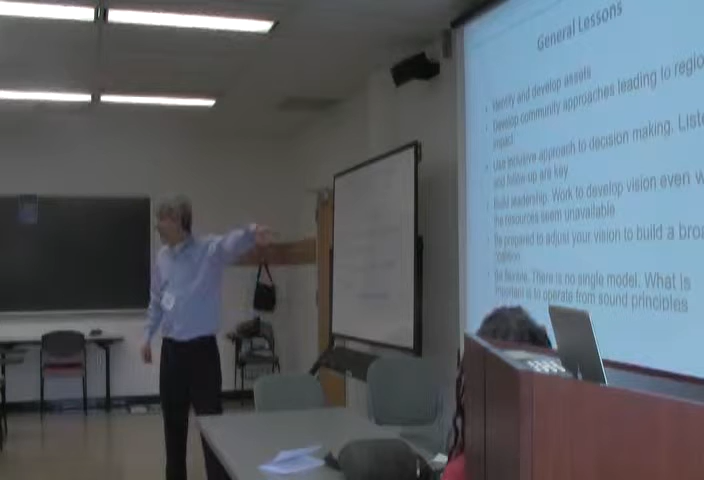 General Lessons
Identify and develop assets
Develop community approaches leading to regio
impact
Use inclusive approach to decision making. Liste
and follow-up are key
Build leadership. Work to develop vision even w
the resources seem unavailable
Be prepared to adjust your vision to build a broa
coalition
Be flexible. There is no single model. What is
important is to operate from sound principles